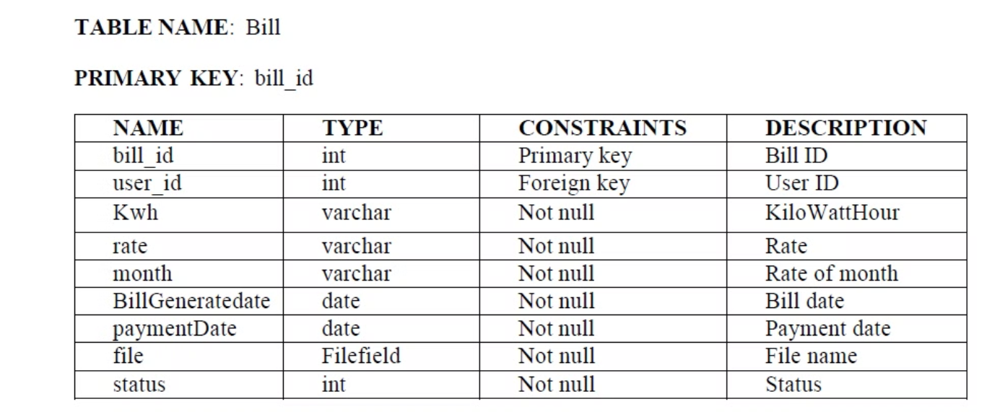 TABLE NAME: Bill
PRIMARY KEY: bill_id
NAME TYPE CONSTRAINTS DESCRIPTION
bill_id int Primary key Bill ID
user_id int Foreign key User ID
Kwh varchar Not null KiloWattHour
rate varchar Not null Rate
month varchar Not null Rate of month
BillGeneratedate date Not null Bill date
paymentDate date Not null Payment date
file Filefield Not null File name
status int Not null Status